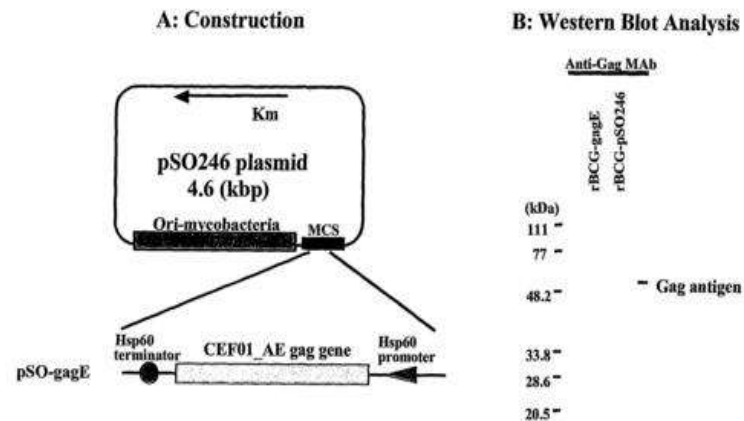 A: Construction
Km
pSO246 plasmid
4.6 (kbp)
Ori-mycobacteria
MCS
Hsp60
terminator
CEF01_AE gag gene
Hsp60
promoter
pSO-gagE
B: Western Blot Analysis
Anti-Gag MAb
rBCG-gagE
rBCG-pSO246
(kDa)
111
77
48.2
Gag antigen
33.8
28.6
20.5